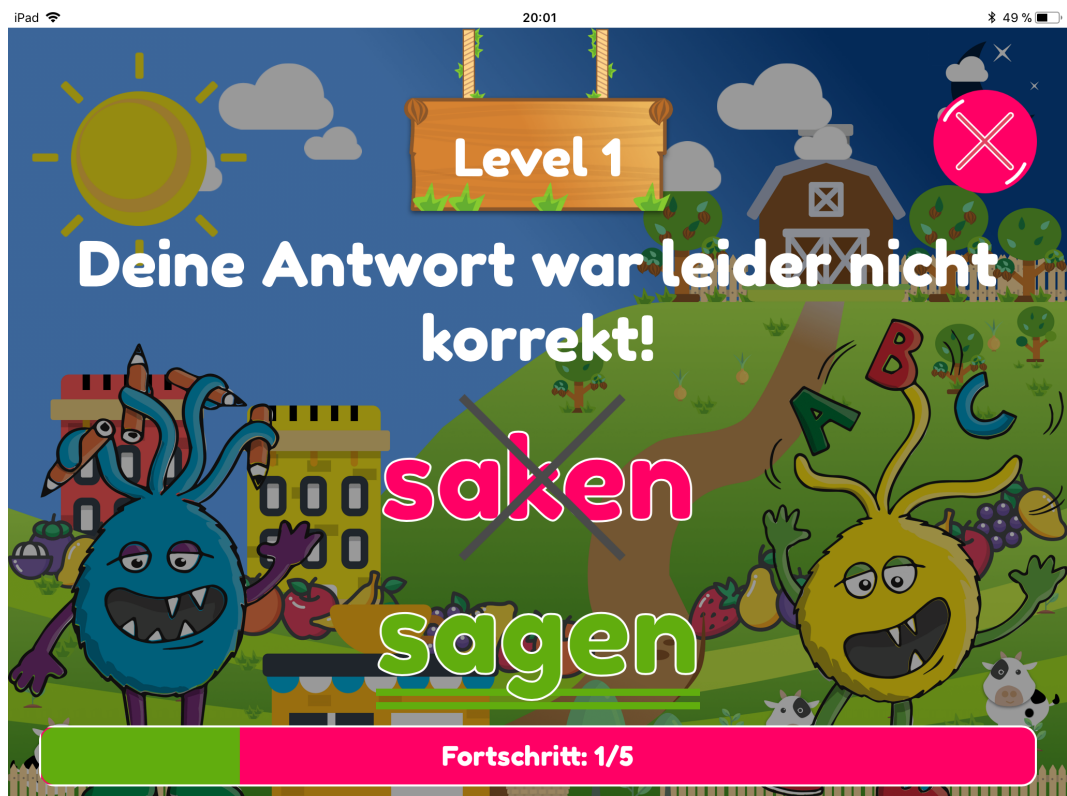 iPad 20:01 49 %
Level 1
Deine Antwort war leider nicht
korrekt!
A B C
saken
sagen
Fortschritt: 1/5